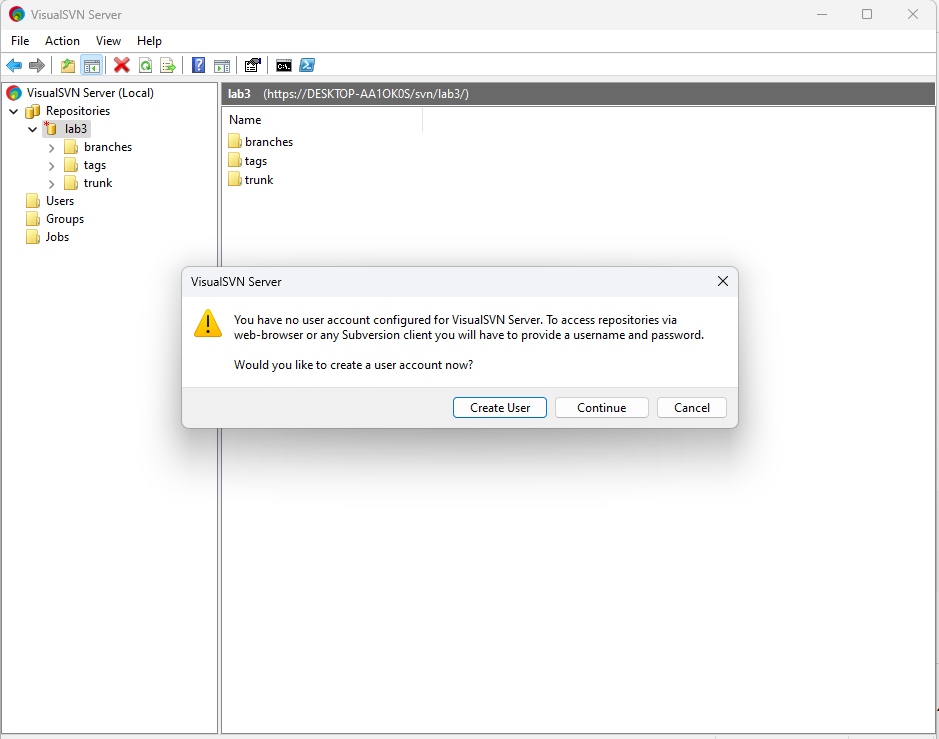 VisualSVN Server
File Action View Help
C:\.
VisualSVN Server (Local)
Repositories
lab3
branches
tags
trunk
Users
Groups
Jobs
lab3 (https://DESKTOP-AA1OK0S/svn/lab3/)
Name
branches
tags
trunk
VisualSVN Server
You have no user account configured for VisualSVN Server. To access repositories via
web-browser or any Subversion client you will have to provide a username and password.
Would you like to create a user account now?
Create User Continue Cancel